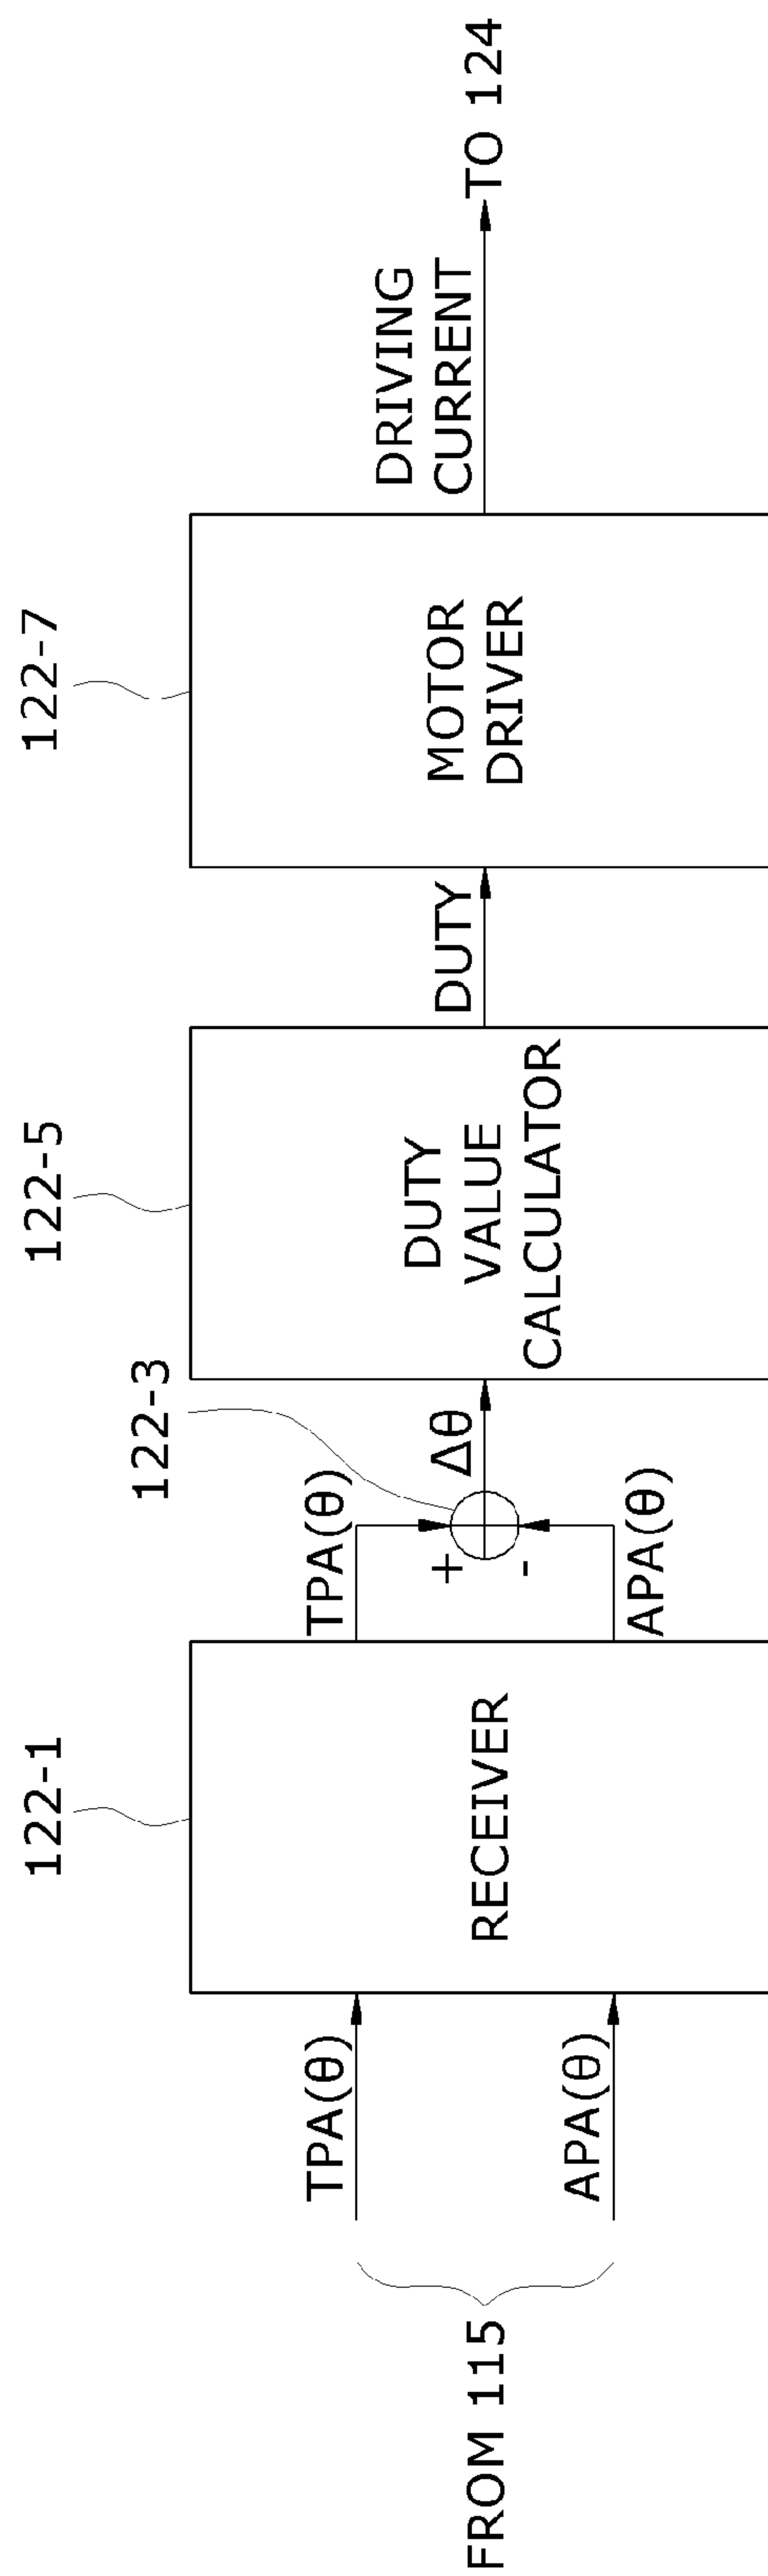 FROM 115
TPA(θ)
APA(θ)
122-1
RECEIVER
TPA(θ)
APA(θ)
+
-
122-3
Δθ
122-5
DUTY
VALUE
CALCULATOR
DUTY
122-7
MOTOR
DRIVER
DRIVING
CURRENT
TO 124